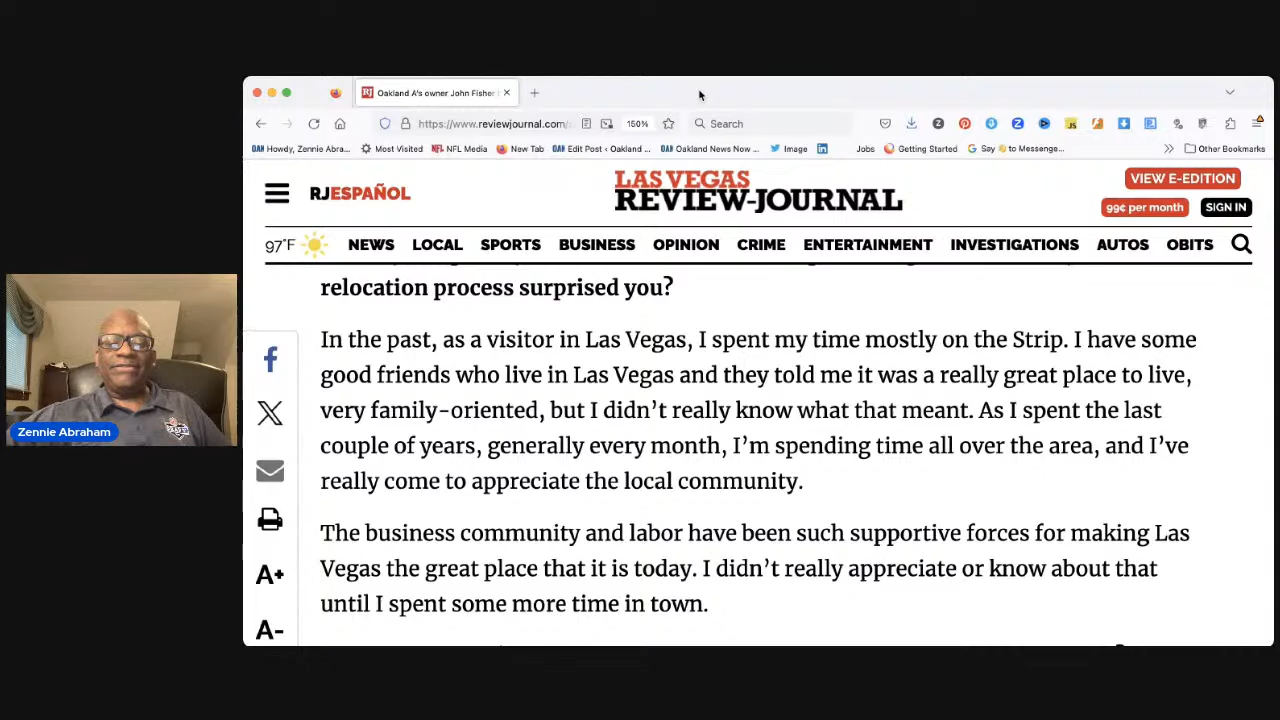 Oakland A's owner John Fisher
https://www.reviewjournal.com/
150%
Search
Howdy, Zennie Abra...
Most Visited
NFL Media
New Tab
Edit Post ‹ Oakland ...
Oakland News Now ...
Image
Jobs
Getting Started
Say 👋 to Messenge...
Other Bookmarks
RJESPAÑOL
LAS VEGAS
REVIEW-JOURNAL
VIEW E-EDITION
99¢ per month
SIGN IN
97°F
NEWS LOCAL SPORTS BUSINESS OPINION CRIME ENTERTAINMENT INVESTIGATIONS AUTOS OBITS
relocation process surprised you?
In the past, as a visitor in Las Vegas, I spent my time mostly on the Strip. I have some
good friends who live in Las Vegas and they told me it was a really great place to live,
very family-oriented, but I didn't really know what that meant. As I spent the last
couple of years, generally every month, I'm spending time all over the area, and I've
really come to appreciate the local community.
The business community and labor have been such supportive forces for making Las
Vegas the great place that it is today. I didn't really appreciate or know about that
until I spent some more time in town.
A+
A-
Zennie Abraham